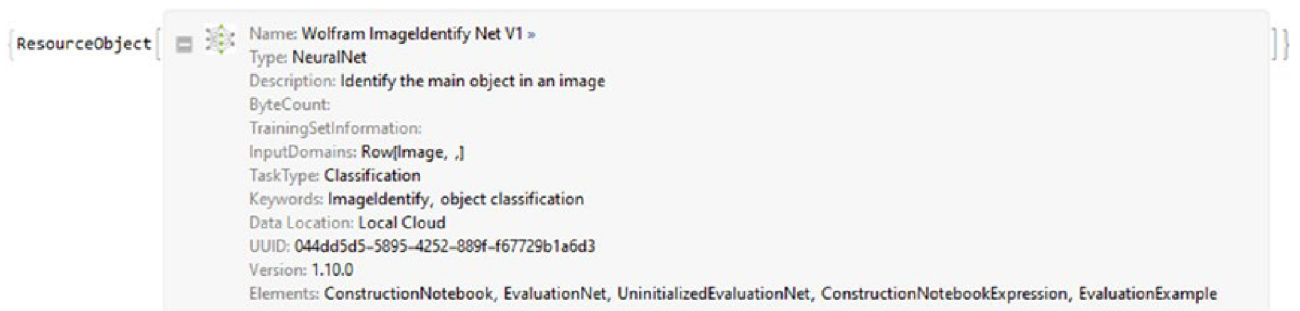 {ResourceObject[ Name: Wolfram ImageIdentify Net V1 »
Type: NeuralNet
Description: Identify the main object in an image
ByteCount:
TrainingSetInformation:
InputDomains: Row[Image, ,]
TaskType: Classification
Keywords: ImageIdentify, object classification
Data Location: Local Cloud
UUID: 044dd5d5-5895-4252-889f-f67729b1a6d3
Version: 1.10.0
Elements: ConstructionNotebook, EvaluationNet, UninitializedEvaluationNet, ConstructionNotebookExpression, EvaluationExample
]}